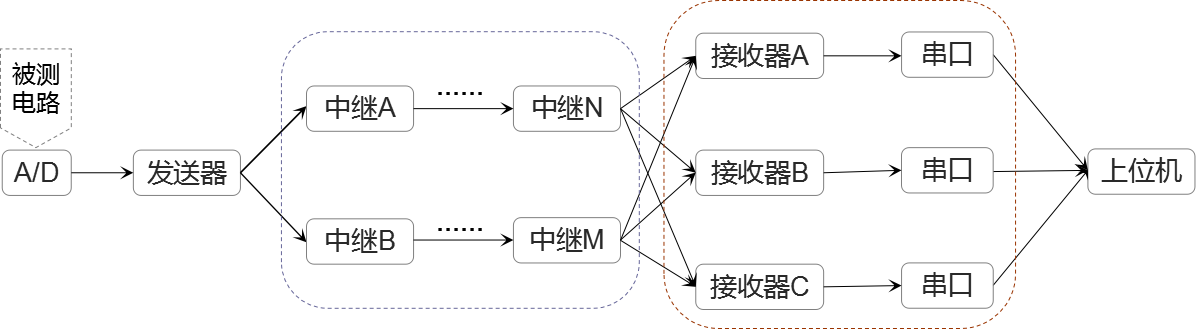 被测
电路
A/D
发送器
中继A
······
中继N
中继B
······
中继M
接收器A
串口
接收器B
串口
接收器C
串口
上位机